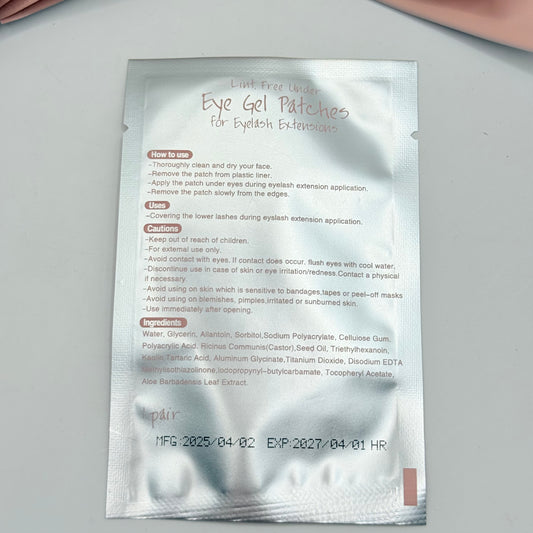 Lint Free Under
Eye Gel Patches
for Eyelash Extensions
How to use
-Thoroughly clean and dry your face.
-Remove the patch from plastic liner.
-Apply the patch under eyes during eyelash extension application.
-Remove the patch slowly from the edges.
Uses
-Covering the lower lashes during eyslash extension application.
Cautions
-Keep out of reach of children.
-For external use only.
-Avoid contact with eyes. If contact does occur. flush eyes with cool water,
-Discontinue use in case of skin or eye irritation/redness.Contact a physical
if necessary.
-Avoid using on skin which is sensitive to bandages,tapes or peel-off masks
-Avoid using on blemishes, pimples,irritated or sunburned skin.
-Use immediately after opening.
Ingredients
Water, Glycerin, Allantoin, Sorbitol,Sodium Polyacrylate, Cellulose Gum,
Polyacrylic Acid. Ricinus Communis(Castor),Seed Oil, Triethylhexanoin,
Kaolin,Tartaric Acid, Aluminum Glycinate,Titanium Dioxide, Disodium EDTA
Methylisothiazolinone,Iodopropynyl-butylcarbamate, Tocopheryl Acetate,
Aloe Barbadensis Leaf Extract.
1 pair
MFG:2025/04/02 EXP:2027/04/01 HR